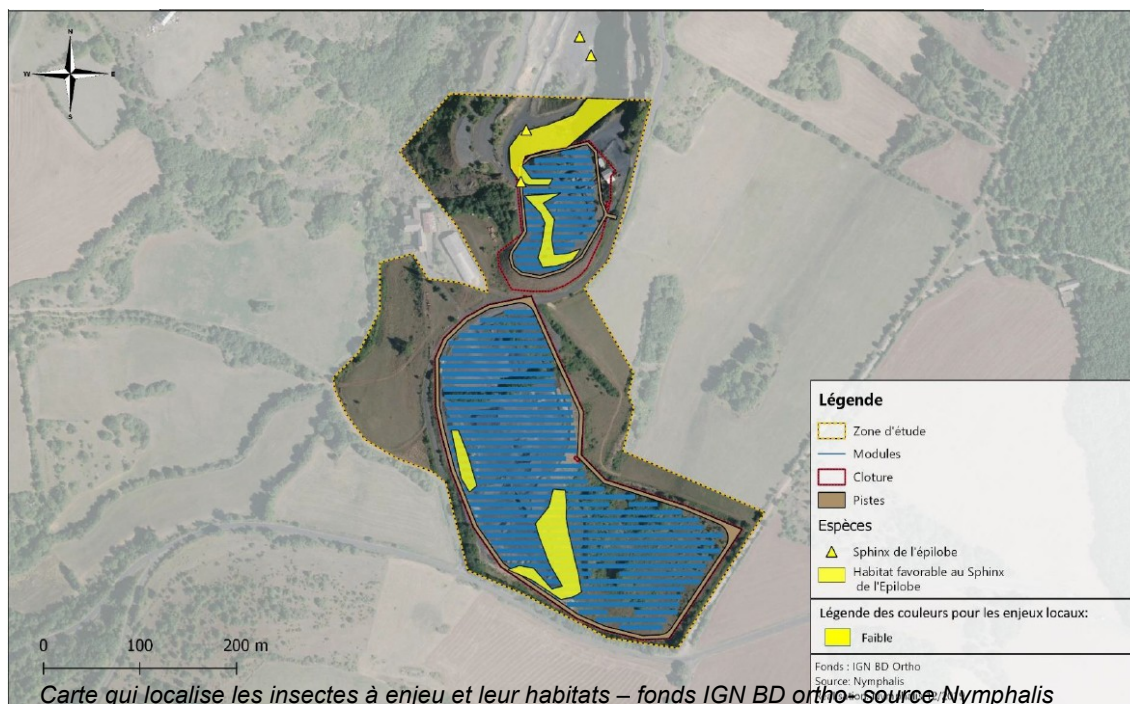 N
W
E
S
Légende
Zone d'étude
Modules
Cloture
Pistes
Espèces
Sphinx de l'épilobe
Habitat favorable au Sphinx
de l'Epilobe
Légende des couleurs pour les enjeux locaux:
Faible
Fonds : IGN BD Ortho
Source: Nymphalis
0 100 200 m
Carte qui localise les insectes à enjeu et leur habitats – fonds IGN BD ortho- source Nymphalis